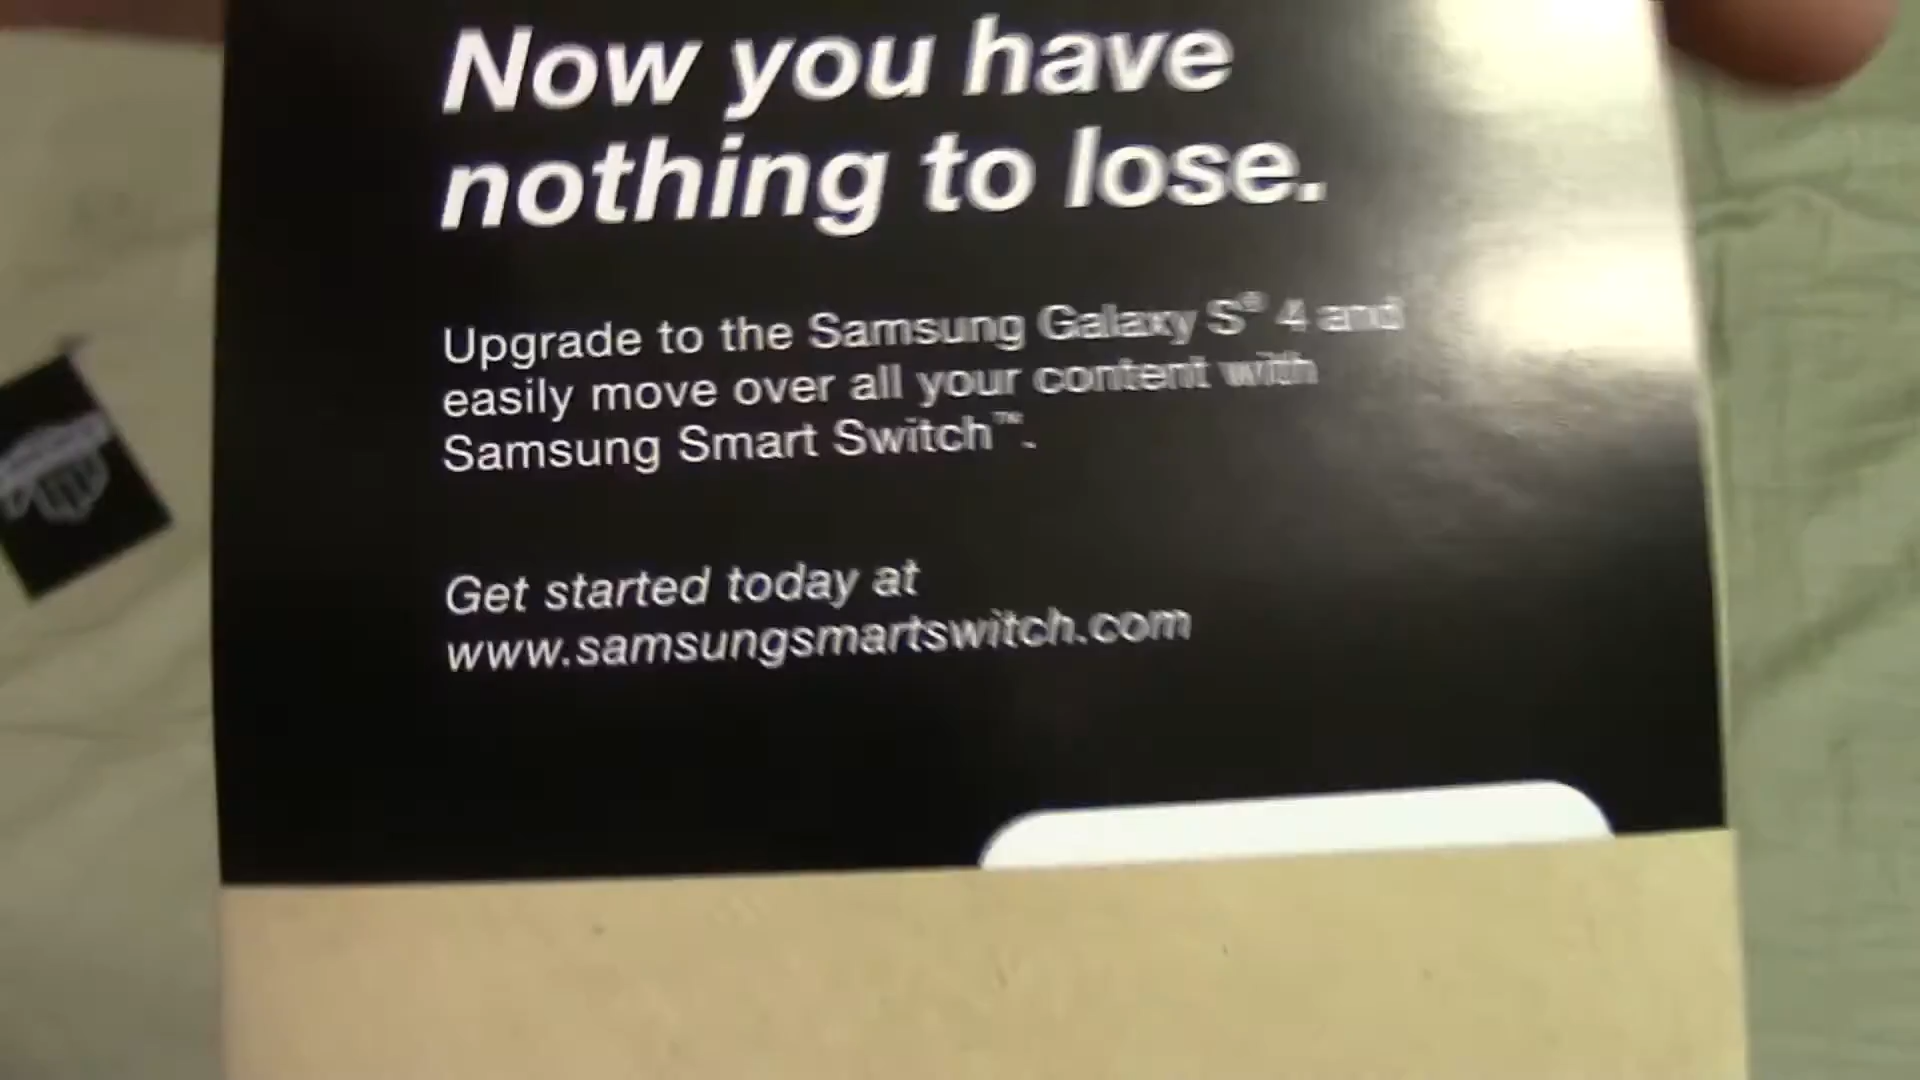 Now you have
nothing to lose.
Upgrade to the Samsung Galaxy S® 4 and
easily move over all your content with
Samsung Smart Switch™.
Get started today at
www.samsungsmartswitch.com